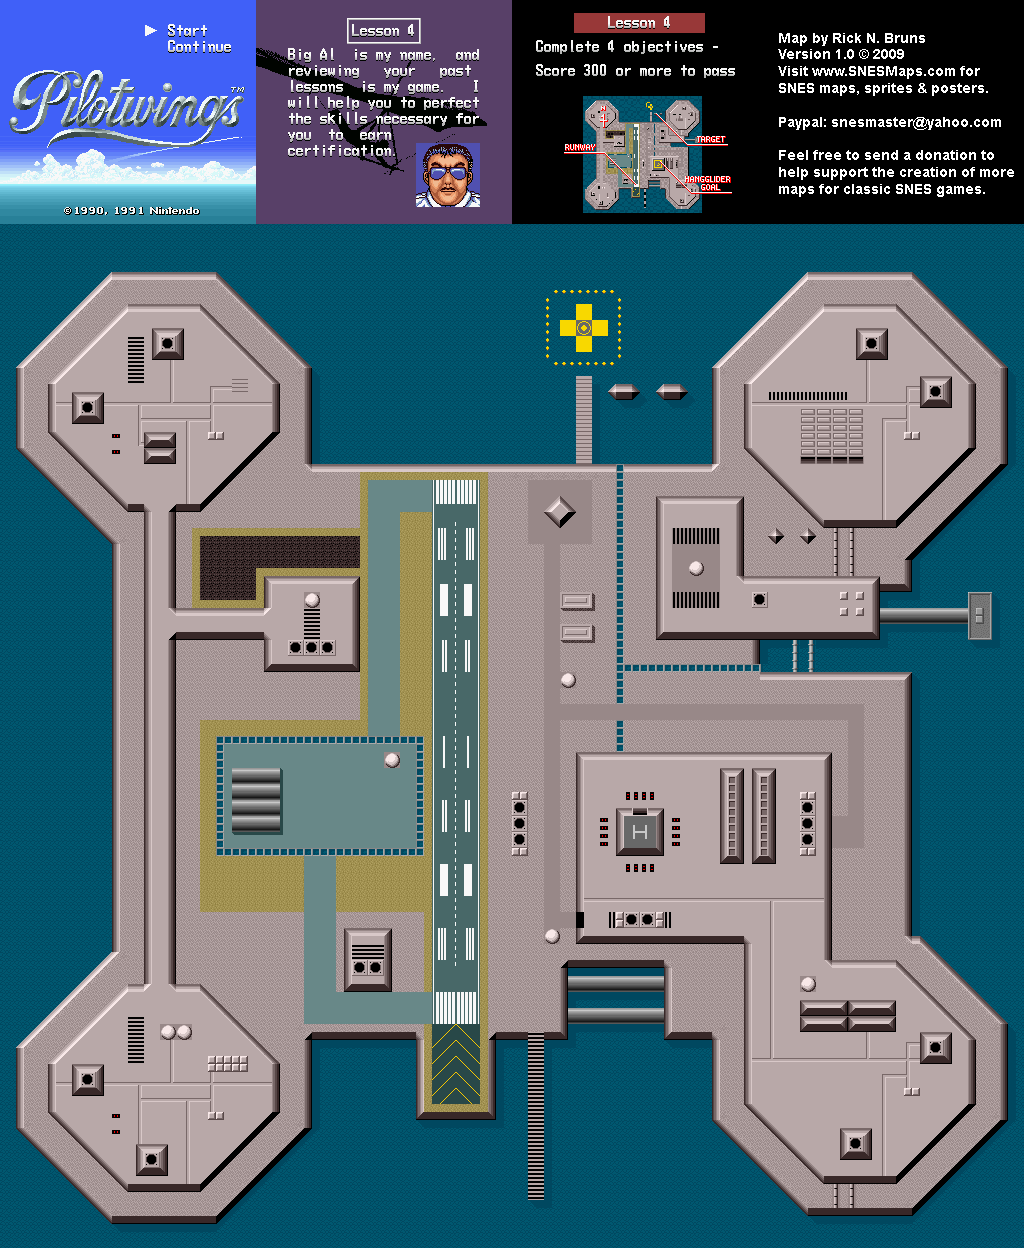 Start
Continue
Pilotwings™
©1990, 1991 Nintendo
Lesson 4
Big Al is my name, and
reviewing your past
lessons is my game. I
will help you to perfect
the skills necessary for
you to earn
certification.
Lesson 4
Complete 4 objectives -
Score 300 or more to pass
TARGET
RUNWAY
HANGGLIDER
GOAL
Map by Rick N. Bruns
Version 1.0 © 2009
Visit www.SNESMaps.com for
SNES maps, sprites & posters.
Paypal: snesmaster@yahoo.com
Feel free to send a donation to
help support the creation of more
maps for classic SNES games.
H